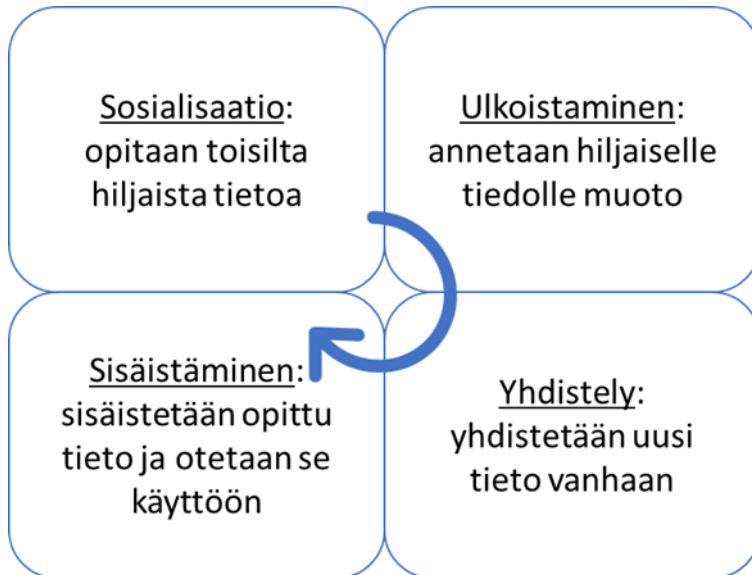 Sosialisaatio:
opitaan toisilta
hiljaista tietoa
Ulkoistaminen:
annetaan hiljaiselle
tiedolle muoto
Sisäistäminen:
sisäistetään opittu
tieto ja otetaan se
käyttöön
Yhdistely:
yhdistetään uusi
tieto vanhaan